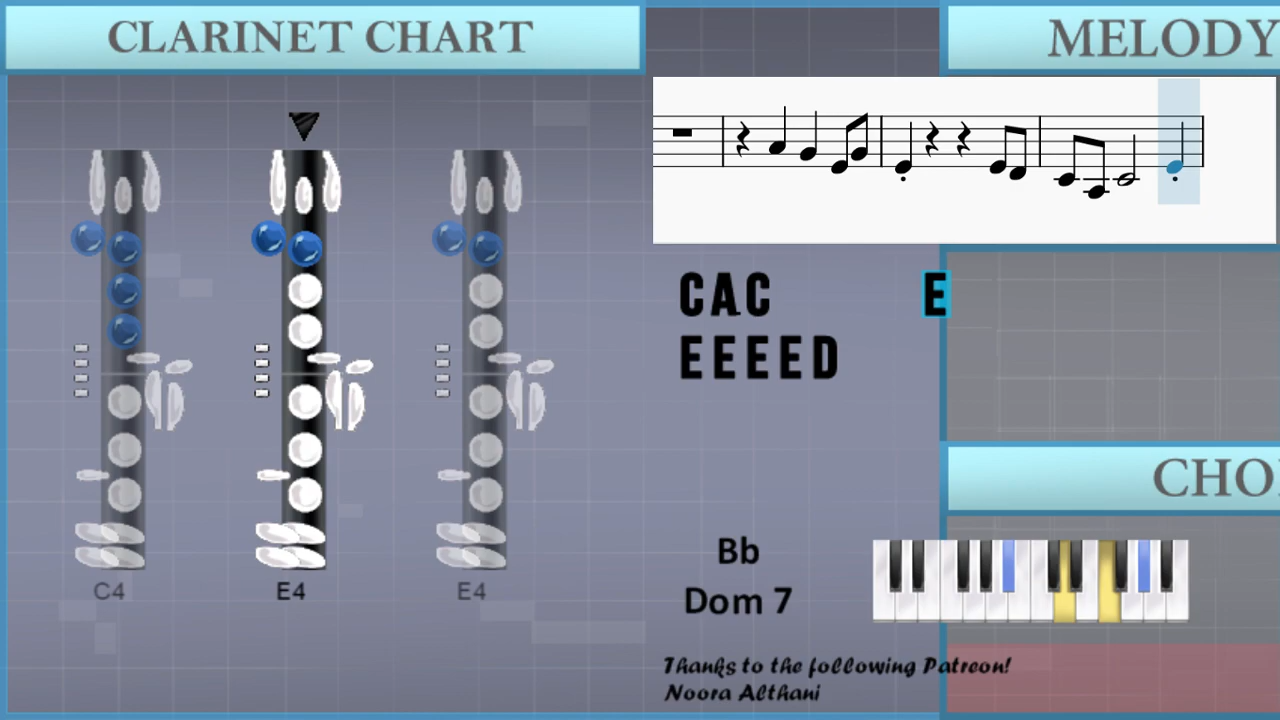 CLARINET CHART
MELODY
CAC E
EEEED
C4 E4 E4
Bb
Dom 7
CHO
Thanks to the following Patreon!
Noora Althani